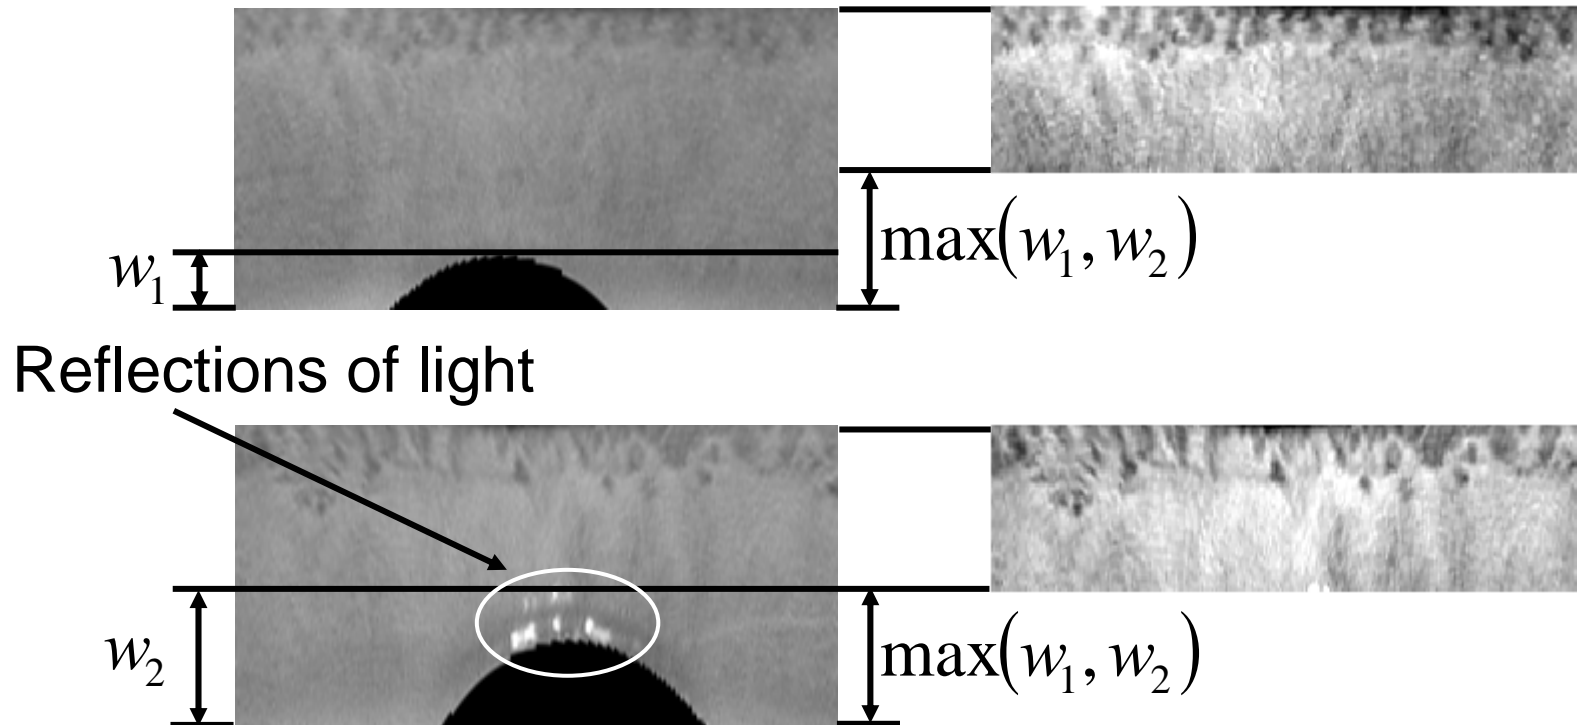 w₁
max(w₁, w₂)
Reflections of light
w₂
max(w₁, w₂)